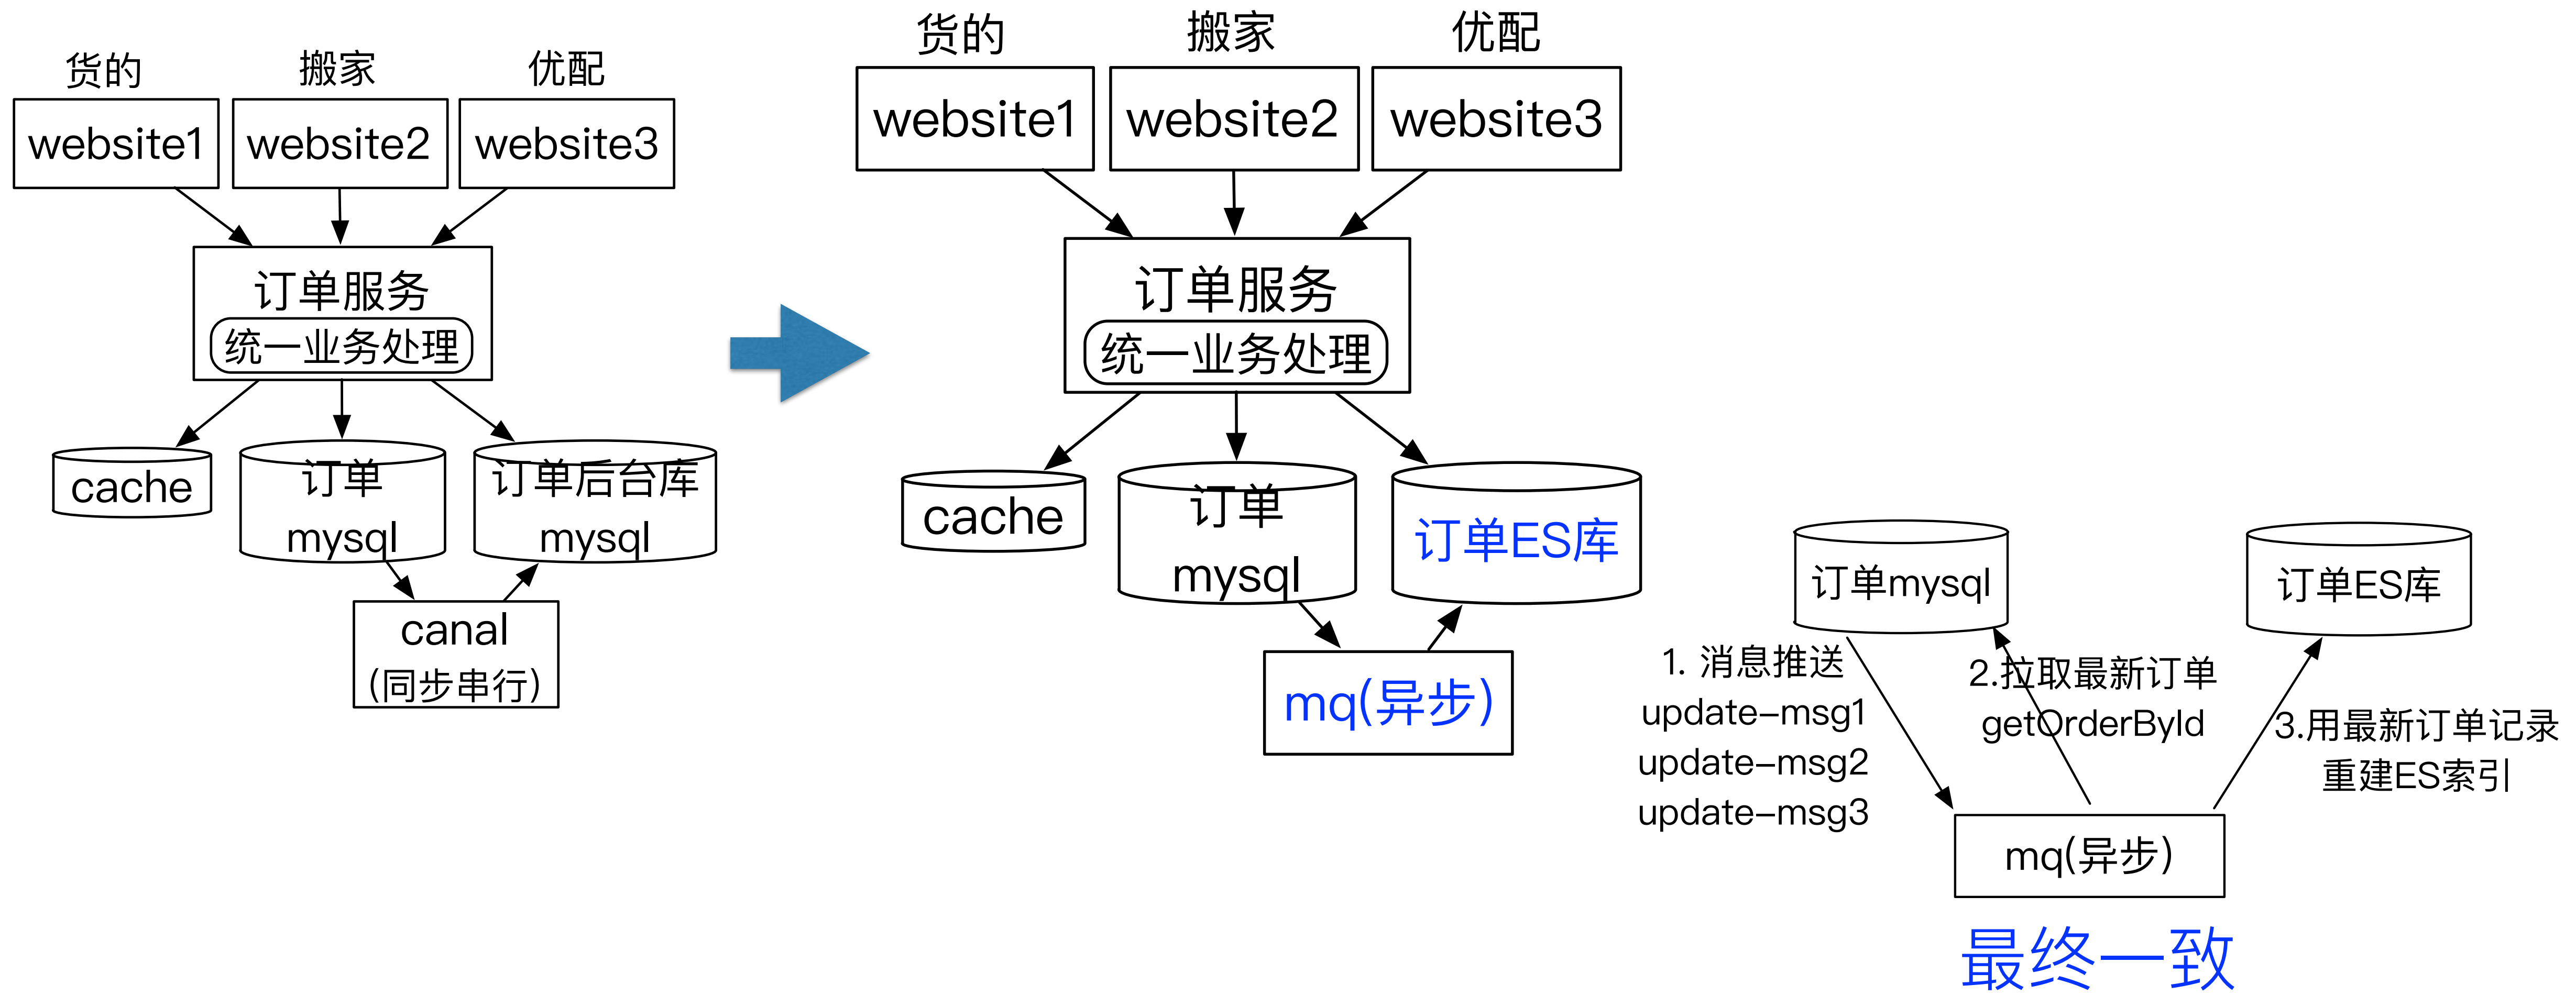 货的
搬家
优配
website1
website2
website3
订单服务
统一业务处理
cache
订单
mysql
订单后台库
mysql
canal
(同步串行)
货的
搬家
优配
website1
website2
website3
订单服务
统一业务处理
cache
订单
mysql
订单ES库
mq(异步)
订单mysql
订单ES库
1. 消息推送
update-msg1
update-msg2
update-msg3
2.拉取最新订单
getOrderById
3.用最新订单记录
重建ES索引
mq(异步)
最终一致